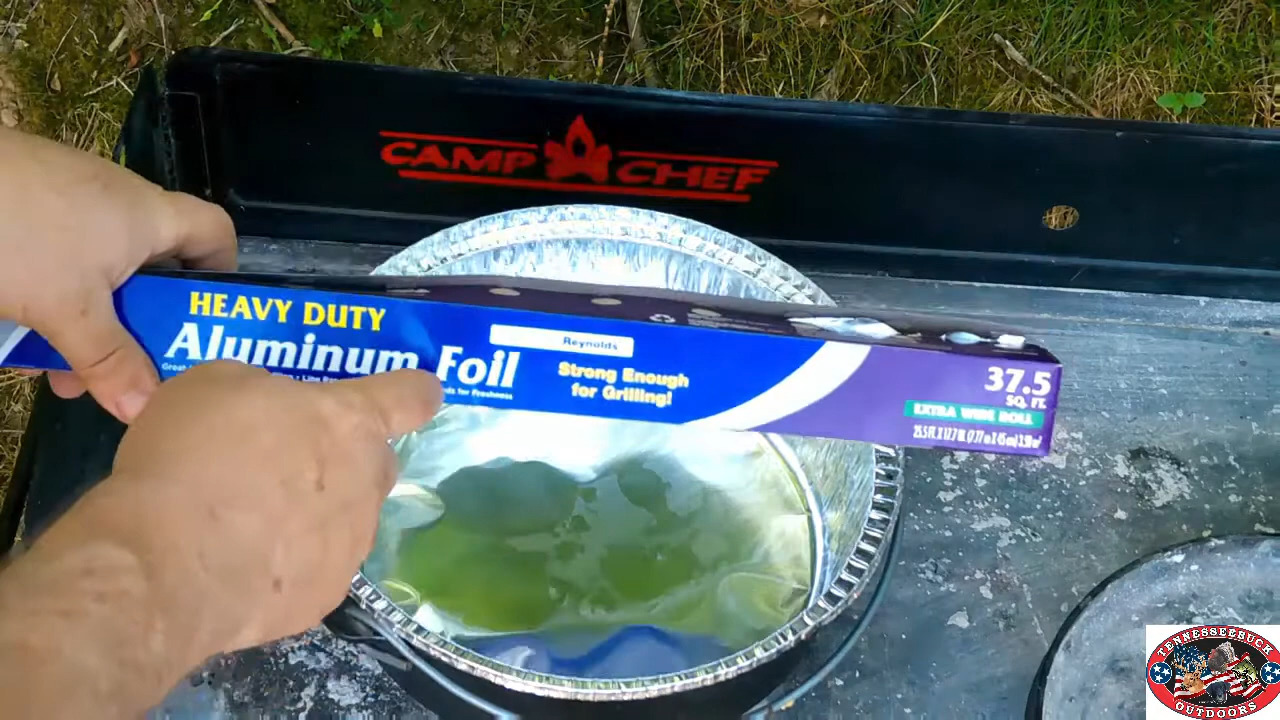 CAMP CHEF
HEAVY DUTY
Aluminum Foil
Reynolds
Strong Enough
for Grilling!
37.5
SQ. FT.
EXTRA WIDE ROLL
TENNESSEEBUCK
OUTDOORS